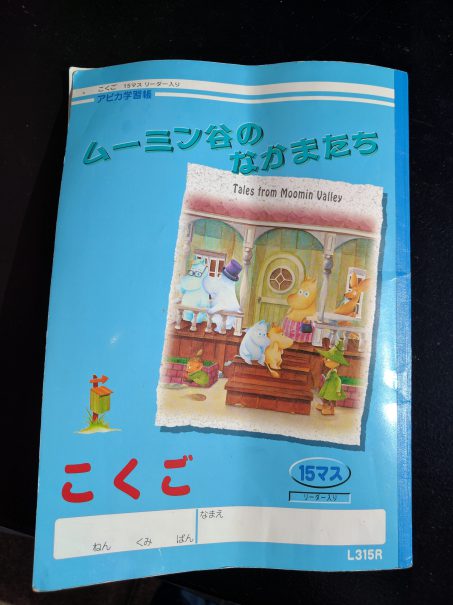 こくご 15マス リーダー入り
アピカ学習帳
ムーミン谷の
なかまたち
Tales from Moomin Valley
こくご
15マス
リーダー入り
ねん くみ ばん
なまえ
L315R